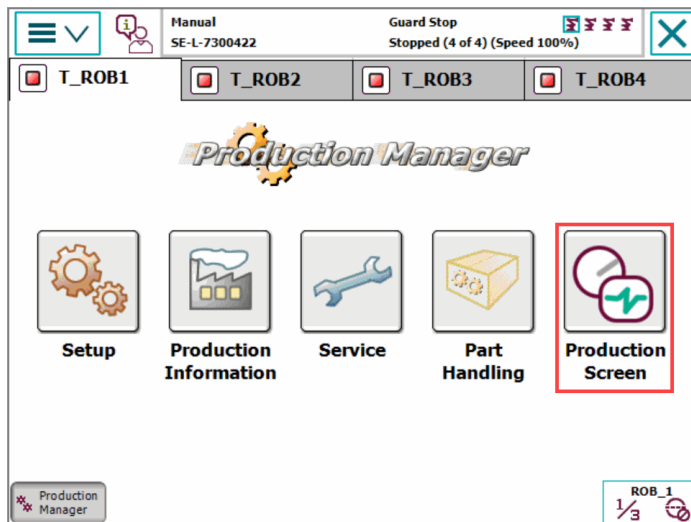 Manual
SE-L-7300422
Guard Stop
Stopped (4 of 4) (Speed 100%)
T_ROB1
T_ROB2
T_ROB3
T_ROB4
Production Manager
Setup
Production
Information
Service
Part
Handling
Production
Screen
Production
Manager
ROB_1
1/3